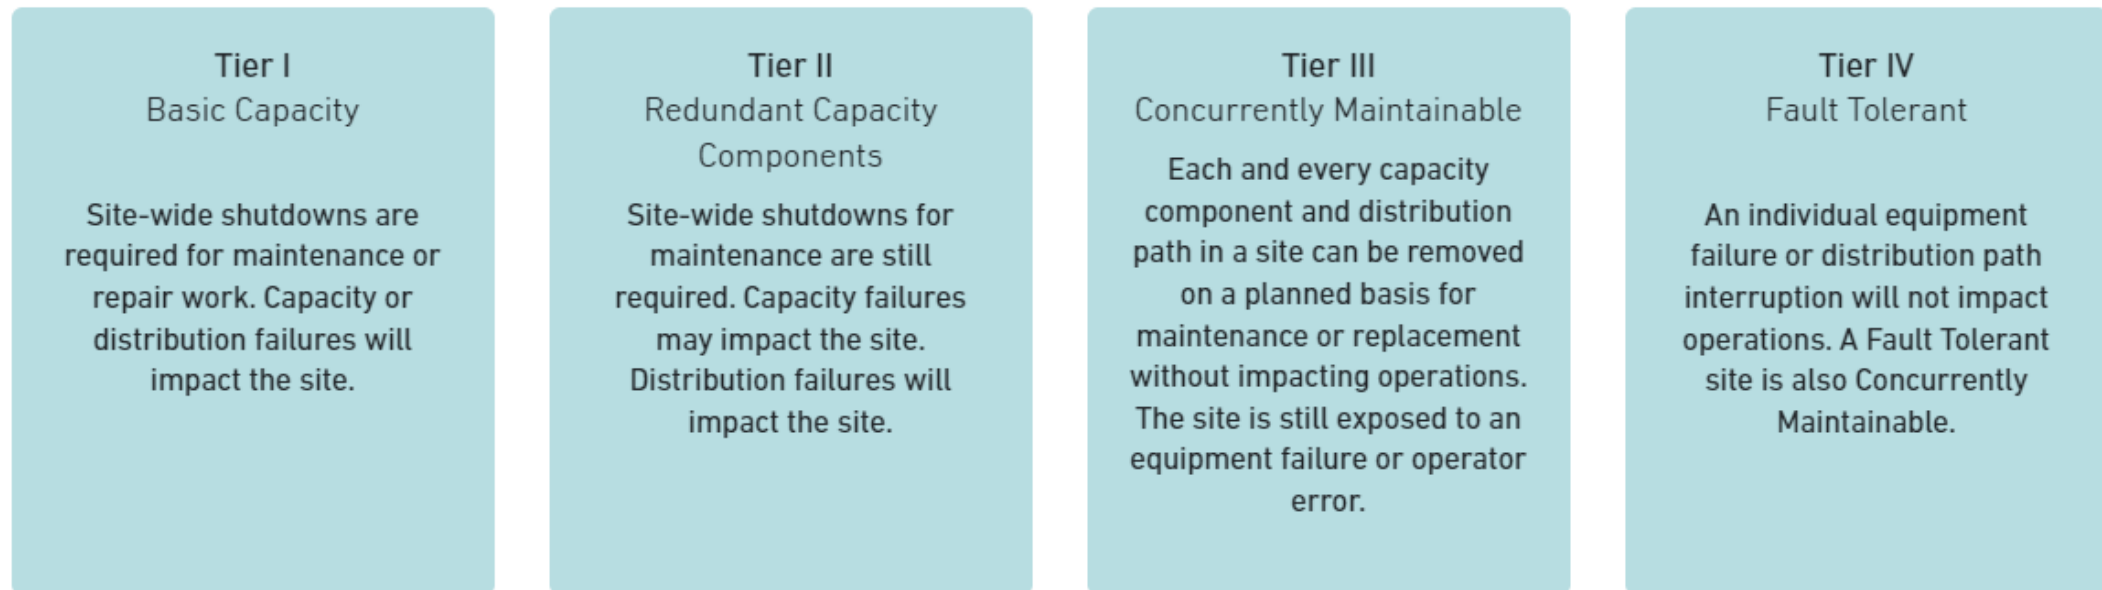 Tier I
Basic Capacity
Site-wide shutdowns are
required for maintenance or
repair work. Capacity or
distribution failures will
impact the site.
Tier II
Redundant Capacity
Components
Site-wide shutdowns for
maintenance are still
required. Capacity failures
may impact the site.
Distribution failures will
impact the site.
Tier III
Concurrently Maintainable
Each and every capacity
component and distribution
path in a site can be removed
on a planned basis for
maintenance or replacement
without impacting operations.
The site is still exposed to an
equipment failure or operator
error.
Tier IV
Fault Tolerant
An individual equipment
failure or distribution path
interruption will not impact
operations. A Fault Tolerant
site is also Concurrently
Maintainable.